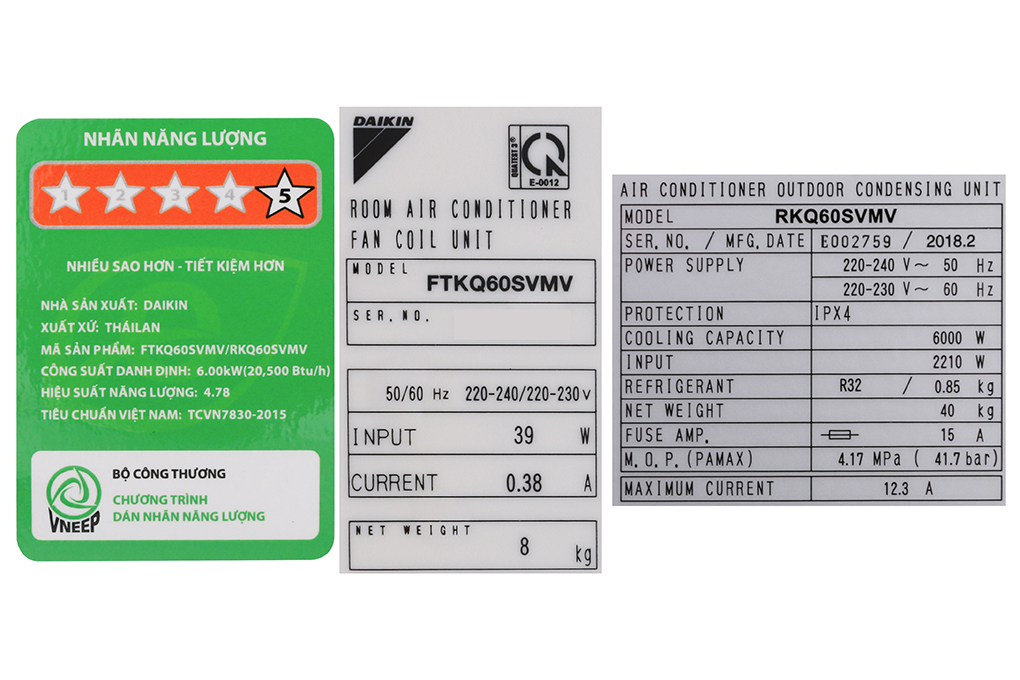 NHÃN NĂNG LƯỢNG
1 2 3 4 5
NHIỀU SAO HƠN - TIẾT KIỆM HƠN
NHÀ SẢN XUẤT: DAIKIN
XUẤT XỨ: THÁILAN
MÃ SẢN PHẨM: FTKQ60SVMV/RKQ60SVMV
CÔNG SUẤT DANH ĐỊNH: 6.00kW(20,500 Btu/h)
HIỆU SUẤT NĂNG LƯỢNG: 4.78
TIÊU CHUẨN VIỆT NAM: TCVN7830-2015
VNEEP
BỘ CÔNG THƯƠNG
CHƯƠNG TRÌNH
DÁN NHÃN NĂNG LƯỢNG
DAIKIN
QUATEST 3®
E-0012
ROOM AIR CONDITIONER
FAN COIL UNIT
MODEL FTKQ60SVMV
SER. NO.
50/60 Hz 220-240/220-230 V
INPUT 39 W
CURRENT 0.38 A
NET WEIGHT 8 kg
AIR CONDITIONER OUTDOOR CONDENSING UNIT
MODEL RKQ60SVMV
SER. NO. / MFG. DATE E002759 / 2018.2
POWER SUPPLY 220-240 V~ 50 Hz
220-230 V~ 60 Hz
PROTECTION IPX4
COOLING CAPACITY 6000 W
INPUT 2210 W
REFRIGERANT R32 / 0.85 kg
NET WEIGHT 40 kg
FUSE AMP. 15 A
M.O.P. (PAMAX) 4.17 MPa ( 41.7 bar)
MAXIMUM CURRENT 12.3 A